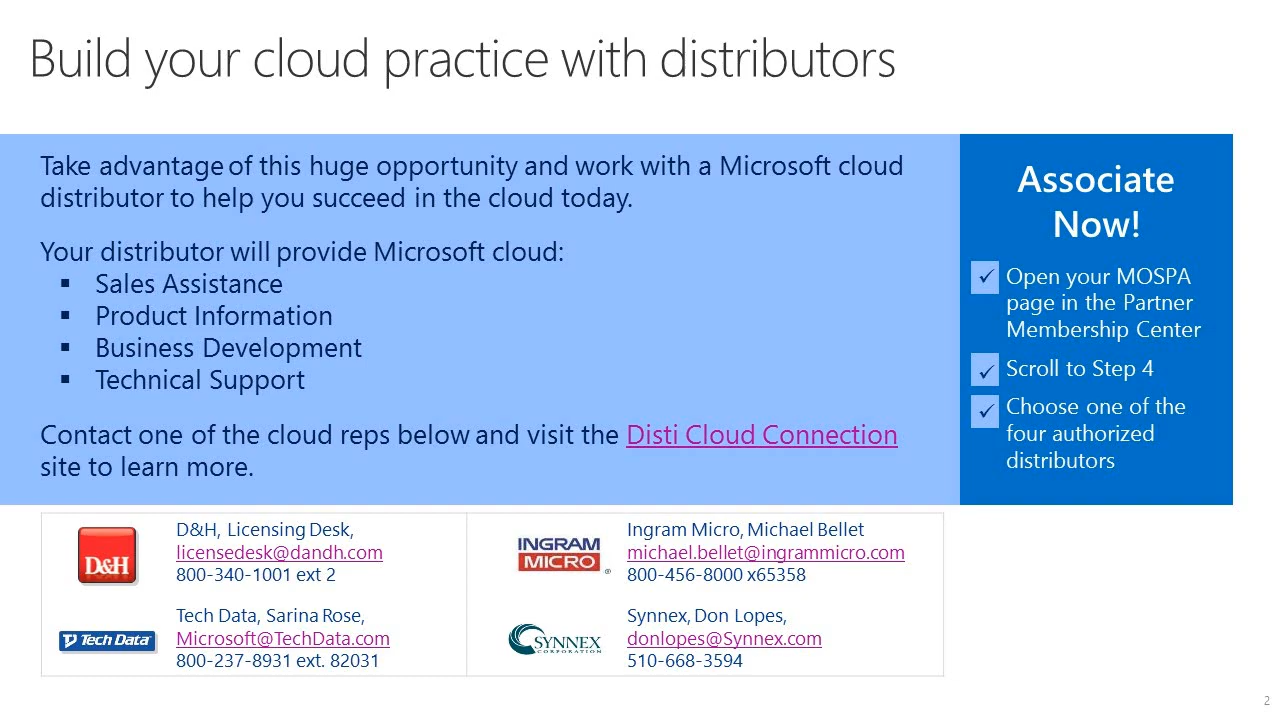 Build your cloud practice with distributors
Take advantage of this huge opportunity and work with a Microsoft cloud
distributor to help you succeed in the cloud today.
Your distributor will provide Microsoft cloud:
▪ Sales Assistance
▪ Product Information
▪ Business Development
▪ Technical Support
Contact one of the cloud reps below and visit the Disti Cloud Connection
site to learn more.
Associate
Now!
✓ Open your MOSPA
page in the Partner
Membership Center
✓ Scroll to Step 4
✓ Choose one of the
four authorized
distributors
D&H
D&H, Licensing Desk,
licensedesk@dandh.com
800-340-1001 ext 2
INGRAM
MICRO ®
Ingram Micro, Michael Bellet
michael.bellet@ingrammicro.com
800-456-8000 x65358
Tech Data
Tech Data, Sarina Rose,
Microsoft@TechData.com
800-237-8931 ext. 82031
SYNNEX
CORPORATION
Synnex, Don Lopes,
donlopes@Synnex.com
510-668-3594
2